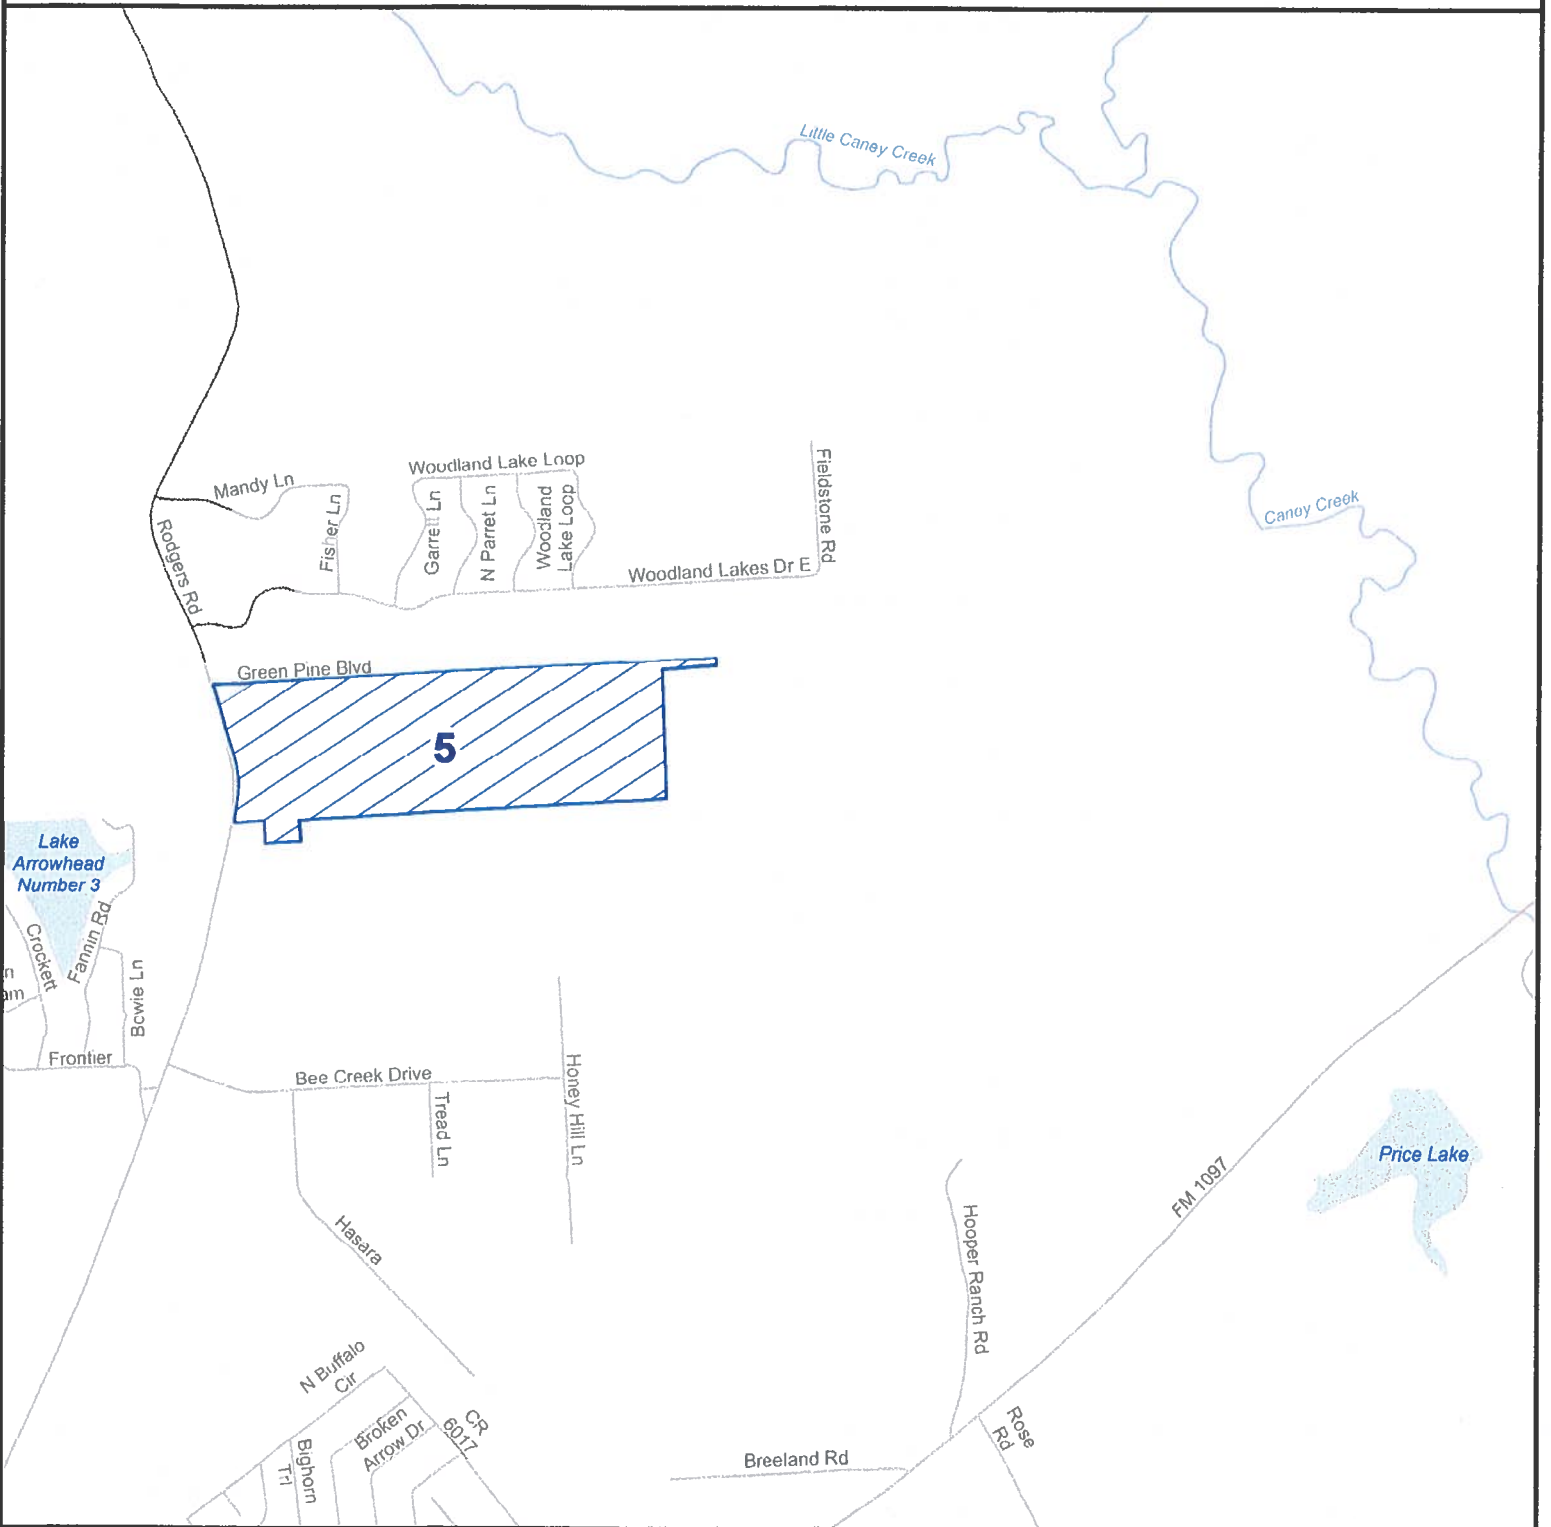 Little Caney Creek
Woodland Lake Loop
Mandy Ln
Fisher Ln
Garrett Ln
N Parret Ln
Woodland
Lake Loop
Fieldstone Rd
Caney Creek
Rodgers Rd
Woodland Lakes Dr E
Green Pine Blvd
5
Lake
Arrowhead
Number 3
Crockett
Fannin Rd
Bowie Ln
n
am
Frontier
Bee Creek Drive
Tread Ln
Honey Hill Ln
Price Lake
FM 1097
Hasara
Hooper Ranch Rd
N Buffalo
Cir
Broken
Arrow Dr
CR
6017
Rose
Rd
Bighorn
Trl
Breeland Rd